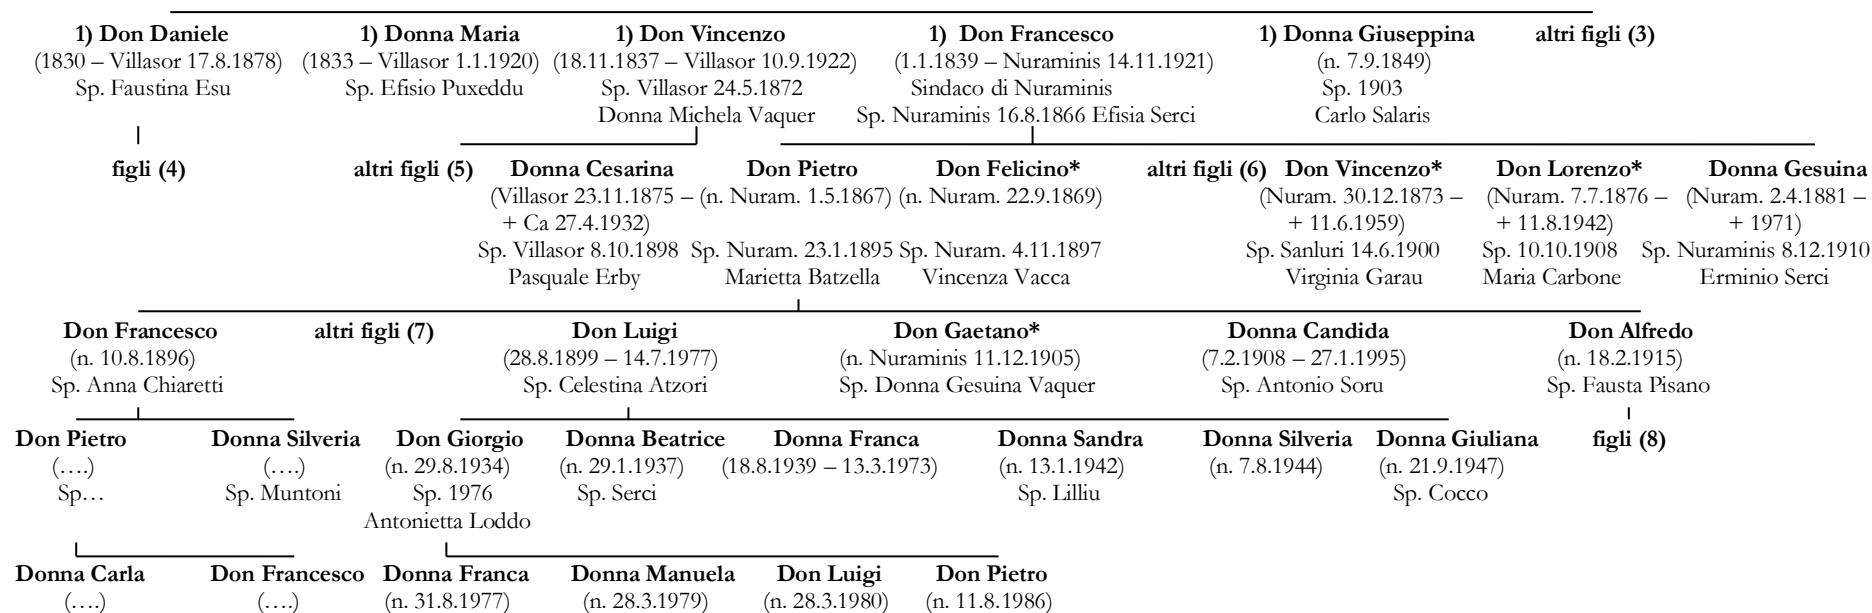 1) Don Daniele 1) Donna Maria 1) Don Vincenzo 1) Don Francesco 1) Donna Giuseppina altri figli (3)
(1830 – Villasor 17.8.1878) (1833 – Villasor 1.1.1920) (18.11.1837 – Villasor 10.9.1922) (1.1.1839 – Nuraminis 14.11.1921) (n. 7.9.1849)
Sp. Faustina Esu Sp. Efisio Puxeddu Sp. Villasor 24.5.1872 Sindaco di Nuraminis Sp. 1903
Donna Michela Vaquer Sp. Nuraminis 16.8.1866 Efisia Serci Carlo Salaris
figli (4) altri figli (5) Donna Cesarina Don Pietro Don Felicino* altri figli (6) Don Vincenzo* Don Lorenzo* Donna Gesuina
(Villasor 23.11.1875 – (n. Nuram. 1.5.1867) (n. Nuram. 22.9.1869) (Nuram. 30.12.1873 – (Nuram. 7.7.1876 – (Nuram. 2.4.1881 –
+ Ca 27.4.1932) + 11.6.1959) + 11.8.1942) + 1971)
Sp. Villasor 8.10.1898 Sp. Nuram. 23.1.1895 Sp. Nuram. 4.11.1897 Sp. Sanluri 14.6.1900 Sp. 10.10.1908 Sp. Nuraminis 8.12.1910
Pasquale Erby Marietta Batzella Vincenza Vacca Virginia Garau Maria Carbone Erminio Serci
Don Francesco altri figli (7) Don Luigi Don Gaetano* Donna Candida Don Alfredo
(n. 10.8.1896) (28.8.1899 – 14.7.1977) (n. Nuraminis 11.12.1905) (7.2.1908 – 27.1.1995) (n. 18.2.1915)
Sp. Anna Chiaretti Sp. Celestina Atzori Sp. Donna Gesuina Vaquer Sp. Antonio Soru Sp. Fausta Pisano
Don Pietro Donna Silveria Don Giorgio Donna Beatrice Donna Franca Donna Sandra Donna Silveria Donna Giuliana figli (8)
(….) (….) (n. 29.8.1934) (n. 29.1.1937) (18.8.1939 – 13.3.1973) (n. 13.1.1942) (n. 7.8.1944) (n. 21.9.1947)
Sp… Sp. Muntoni Sp. 1976 Sp. Serci Sp. Lilliu Sp. Cocco
Antonietta Loddo
Donna Carla Don Francesco Donna Franca Donna Manuela Don Luigi Don Pietro
(….) (….) (n. 31.8.1977) (n. 28.3.1979) (n. 28.3.1980) (n. 11.8.1986)